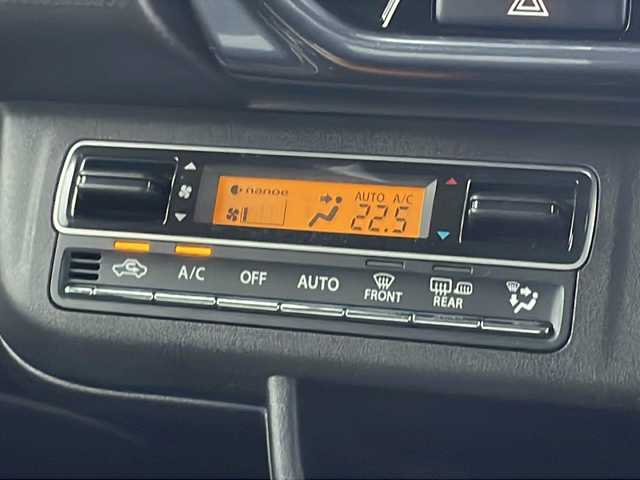 nanoe
AUTO A/C
22.5
A/C OFF AUTO FRONT REAR